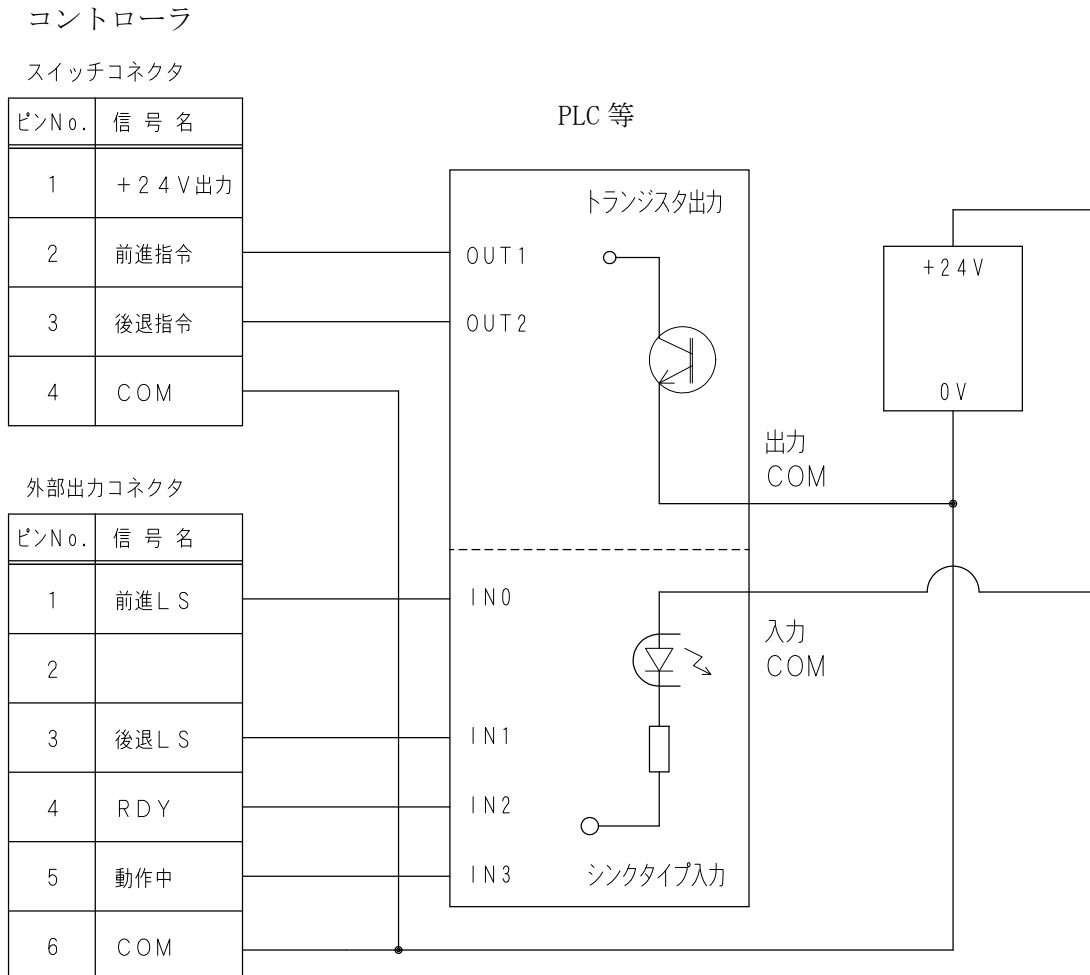 コントローラ
スイッチコネクタ
ピンNo. 信号名
1 +24V出力
2 前進指令
3 後退指令
4 COM
外部出力コネクタ
ピンNo. 信号名
1 前進LS
2
3 後退LS
4 RDY
5 動作中
6 COM
PLC 等
トランジスタ出力
OUT1
OUT2
出力
COM
IN0
IN1
IN2
IN3
入力
COM
シンクタイプ入力
+24V
0V